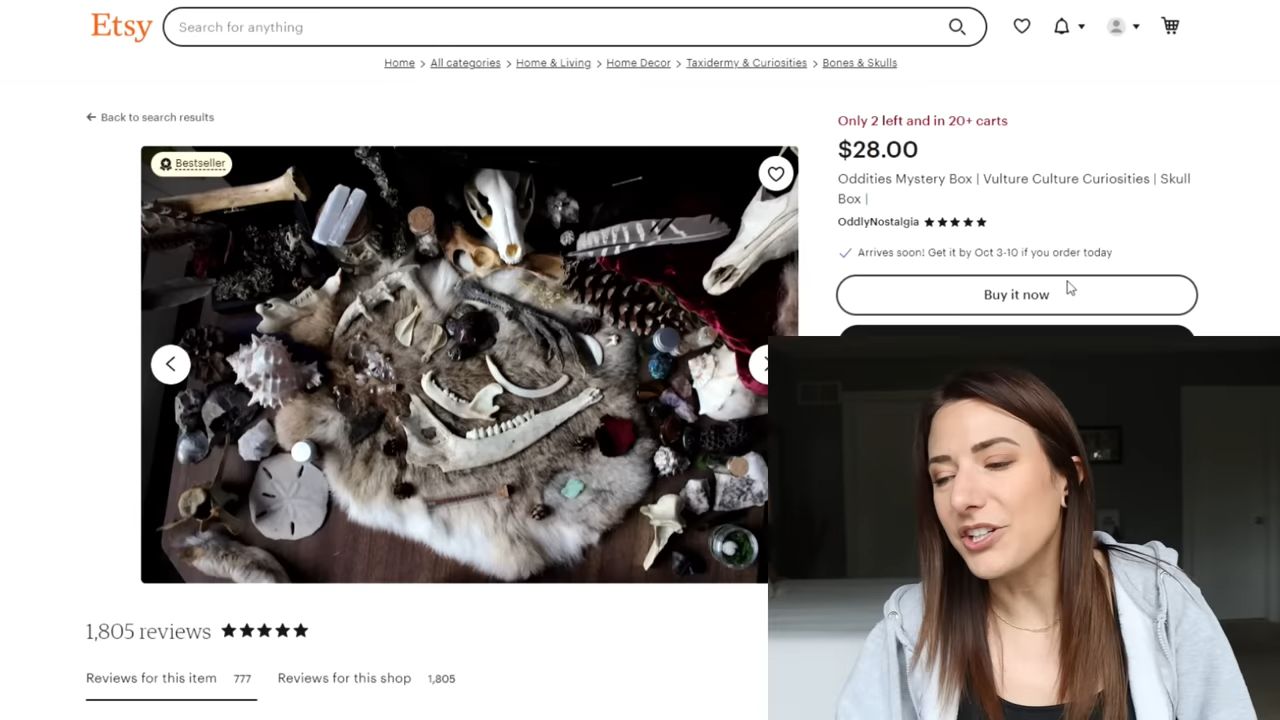 Etsy
Search for anything
Home > All categories > Home & Living > Home Decor > Taxidermy & Curiosities > Bones & Skulls
← Back to search results
Bestseller
Only 2 left and in 20+ carts
$28.00
Oddities Mystery Box | Vulture Culture Curiosities | Skull
Box |
OddlyNostalgia ★★★★★
✓ Arrives soon! Get it by Oct 3-10 if you order today
Buy it now
1,805 reviews ★★★★★
Reviews for this item 777 Reviews for this shop 1,805